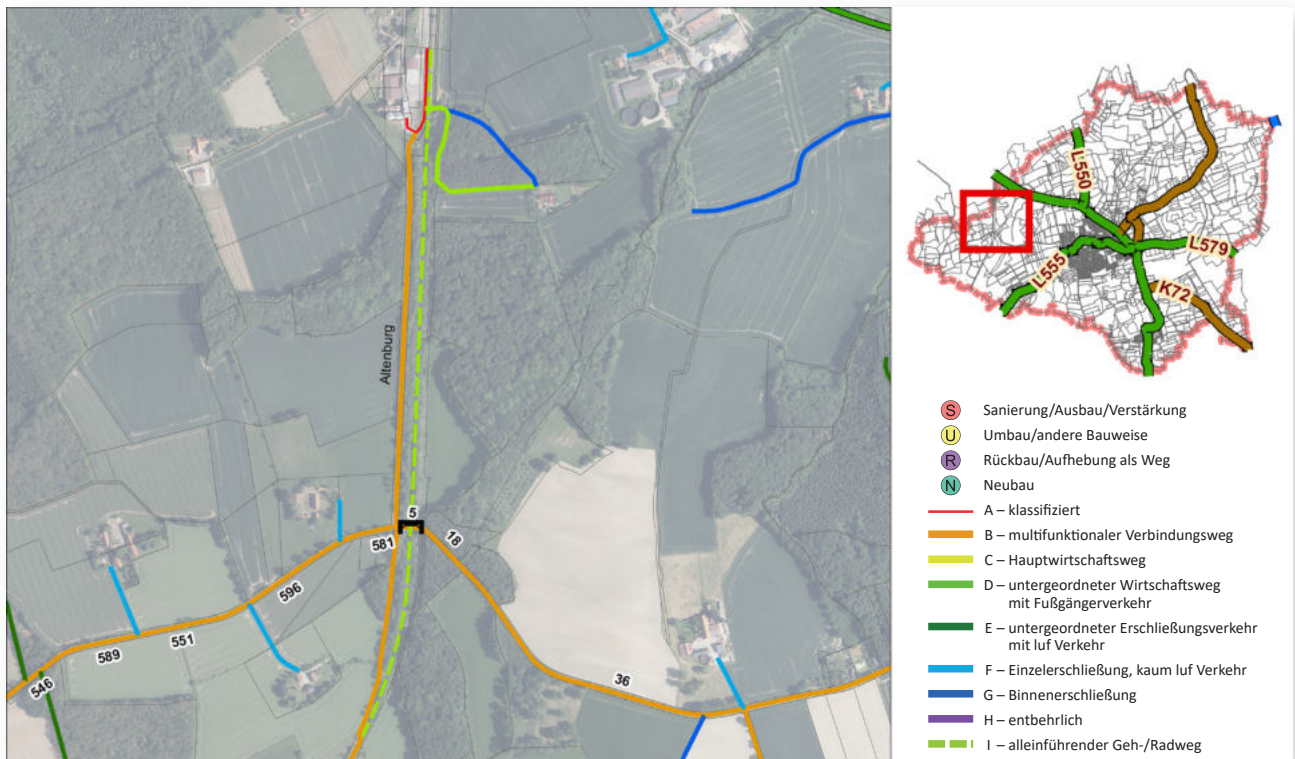 Altenburg
5
18
581
596
551
589
546
36
L550
L579
L555
K72
S Sanierung/Ausbau/Verstärkung
U Umbau/andere Bauweise
R Rückbau/Aufhebung als Weg
N Neubau
A – klassifiziert
B – multifunktionaler Verbindungsweg
C – Hauptwirtschaftsweg
D – untergeordneter Wirtschaftsweg
mit Fußgängerverkehr
E – untergeordneter Erschließungsverkehr
mit luf Verkehr
F – Einzelerschließung, kaum luf Verkehr
G – Binnenerschließung
H – entbehrlich
I – alleinführender Geh-/Radweg